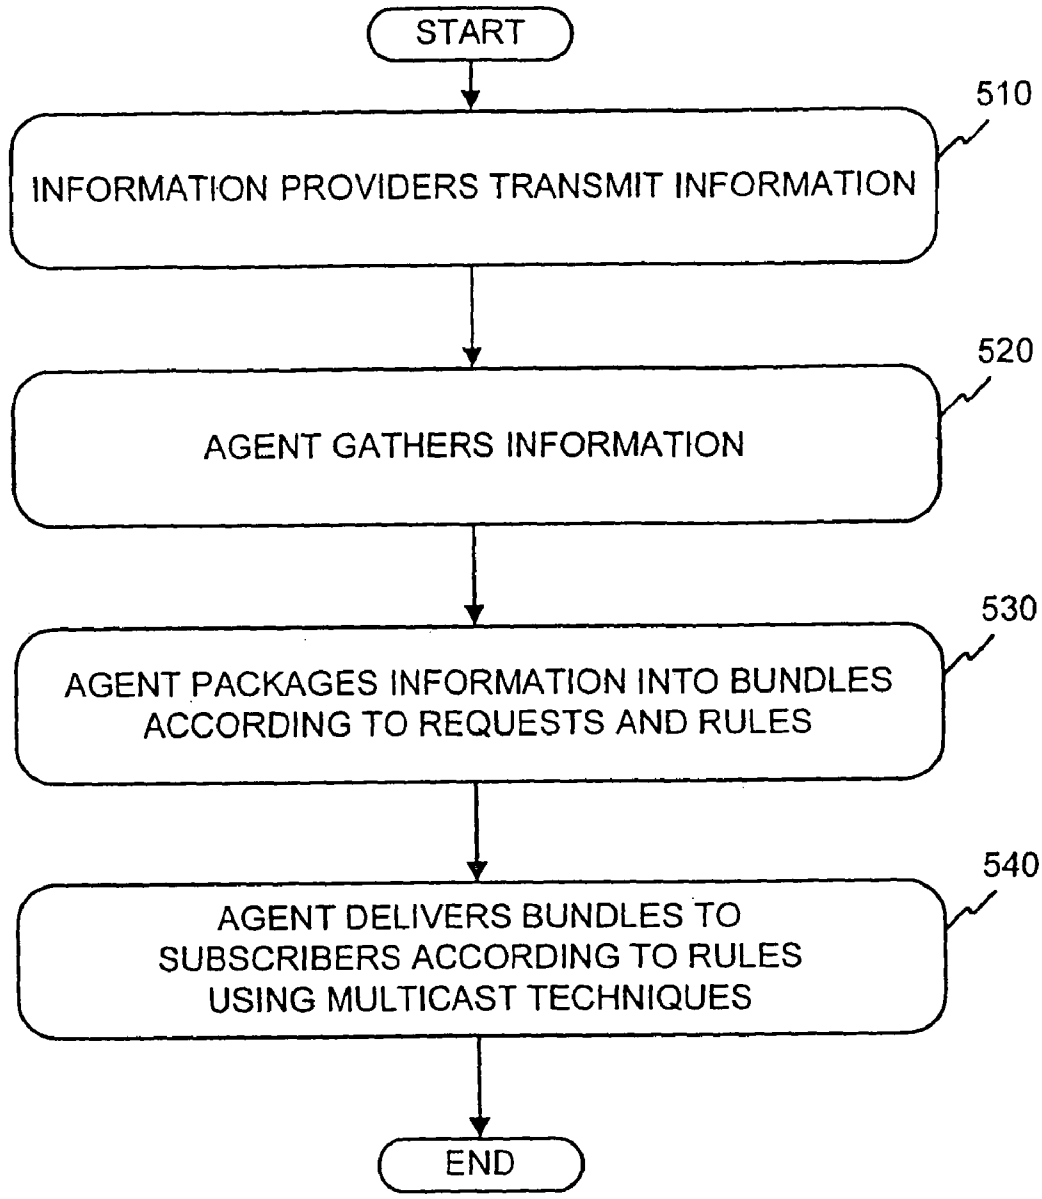 START
510
INFORMATION PROVIDERS TRANSMIT INFORMATION
520
AGENT GATHERS INFORMATION
530
AGENT PACKAGES INFORMATION INTO BUNDLES
ACCORDING TO REQUESTS AND RULES
540
AGENT DELIVERS BUNDLES TO
SUBSCRIBERS ACCORDING TO RULES
USING MULTICAST TECHNIQUES
END